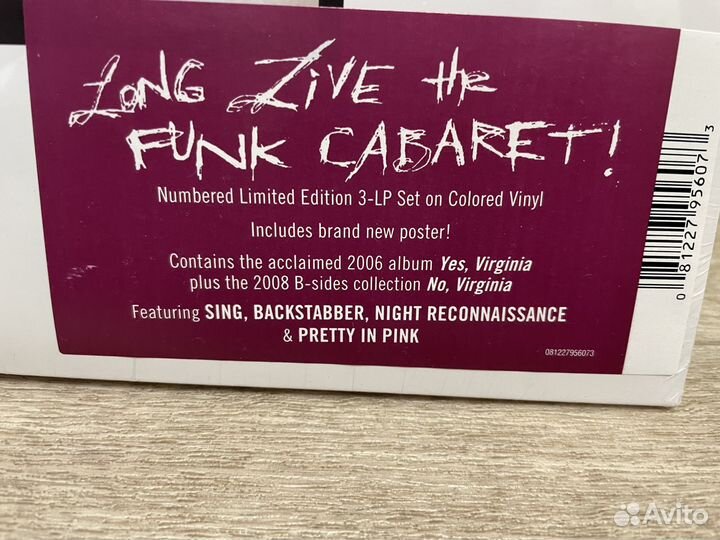 LONG LIVE tHe
PUNK CABARET!
Numbered Limited Edition 3-LP Set on Colored Vinyl
Includes brand new poster!
Contains the acclaimed 2006 album Yes, Virginia
plus the 2008 B-sides collection No, Virginia
Featuring SING, BACKSTABBER, NIGHT RECONNAISSANCE
& PRETTY IN PINK
081227956073
0 81227 95607 3
Avito